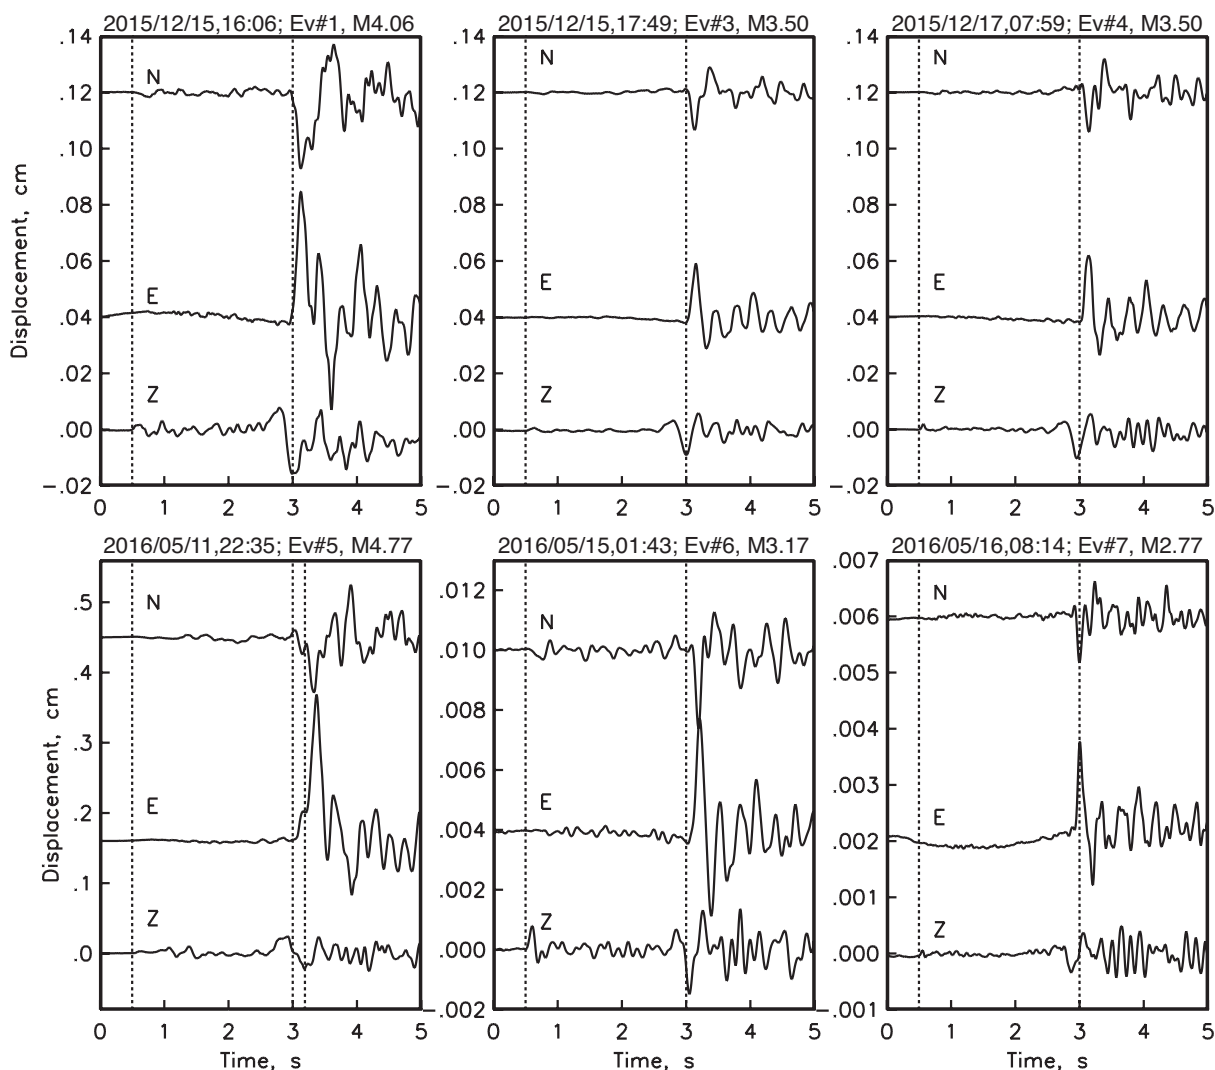 2015/12/15,16:06; Ev#1, M4.06
2015/12/15,17:49; Ev#3, M3.50
2015/12/17,07:59; Ev#4, M3.50
.14
.12
.10
.08
.06
.04
.02
.00
−.02
Displacement, cm
N
E
Z
0 1 2 3 4 5
.14
.12
.10
.08
.06
.04
.02
.00
−.02
N
E
Z
0 1 2 3 4 5
.14
.12
.10
.08
.06
.04
.02
.00
−.02
N
E
Z
0 1 2 3 4 5
2016/05/11,22:35; Ev#5, M4.77
2016/05/15,01:43; Ev#6, M3.17
2016/05/16,08:14; Ev#7, M2.77
.5
.4
.3
.2
.1
.0
Displacement, cm
N
E
Z
0 1 2 3 4 5
Time, s
.012
.010
.008
.006
.004
.002
.000
−.002
N
E
Z
0 1 2 3 4 5
Time, s
.007
.006
.005
.004
.003
.002
.001
.000
−.001
N
E
Z
0 1 2 3 4 5
Time, s